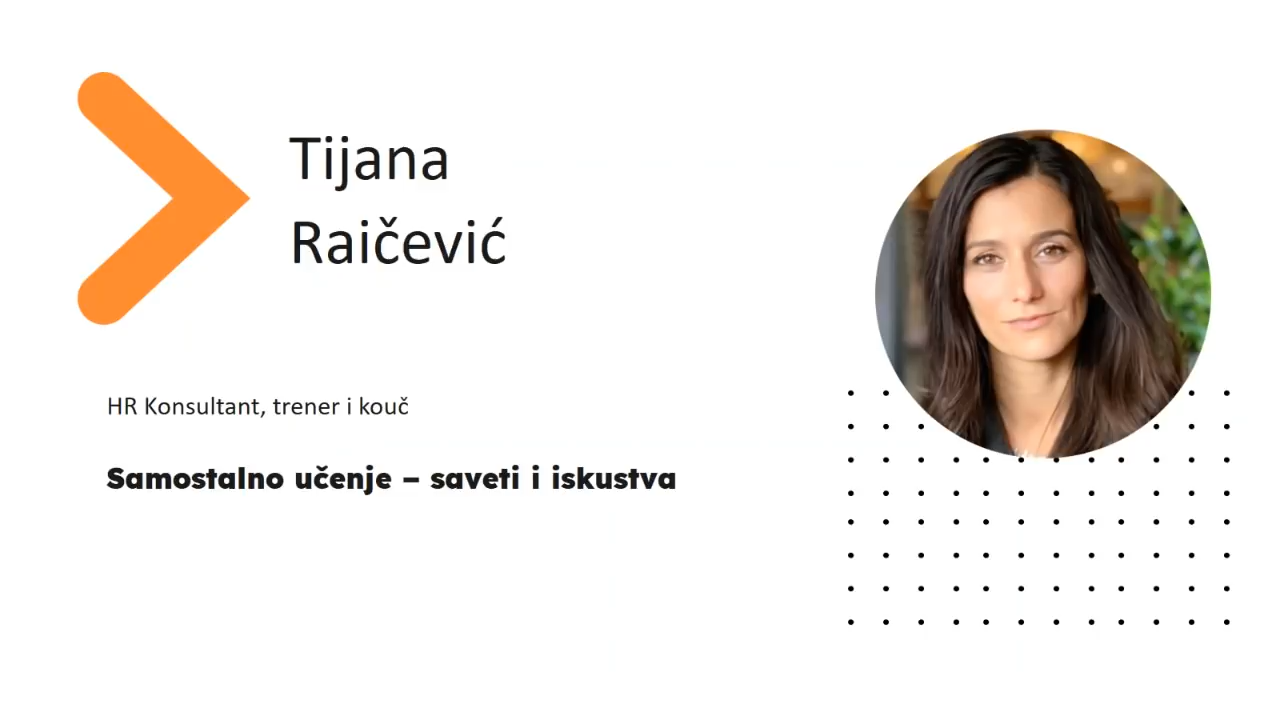 Tijana
Raičević
HR Konsultant, trener i kouč
Samostalno učenje – saveti i iskustva